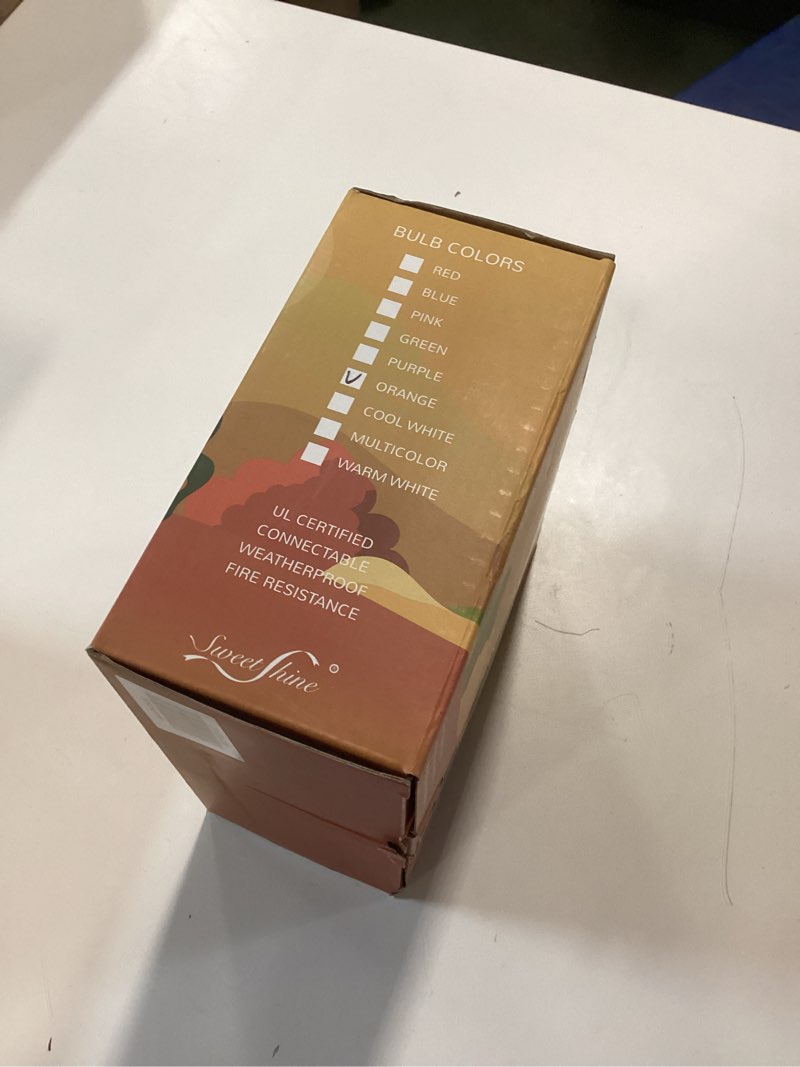 BULB COLORS
RED
BLUE
PINK
GREEN
PURPLE
ORANGE
COOL WHITE
MULTICOLOR
WARM WHITE
UL CERTIFIED
CONNECTABLE
WEATHERPROOF
FIRE RESISTANCE
Sweet Shine ®